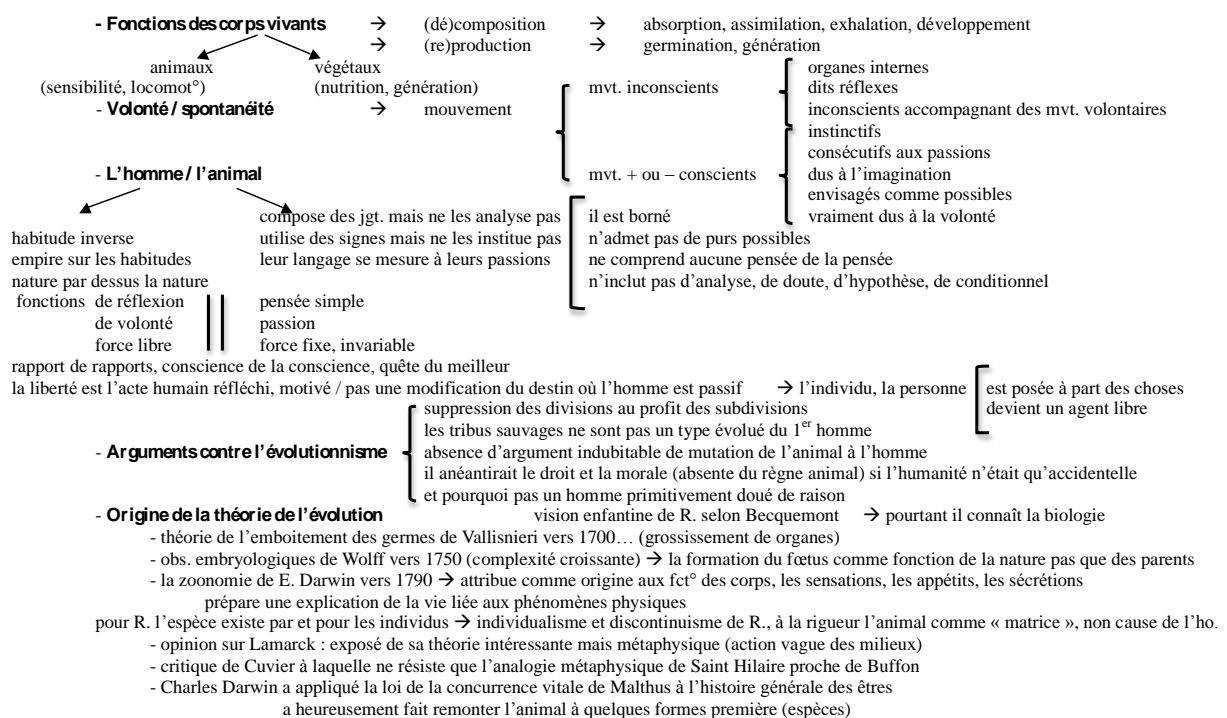 - Fonctions des corps vivants → (dé)composition → absorption, assimilation, exhalation, développement
→ (re)production → germination, génération
animaux végétaux organes internes
(sensibilité, locomot°) (nutrition, génération) mvt. inconscients dits réflexes
- Volonté / spontanéité → mouvement inconscients accompagnant des mvt. volontaires
instinctifs
consécutifs aux passions
- L'homme / l'animal mvt. + ou – conscients dus à l'imagination
envisagés comme possibles
compose des jgt. mais ne les analyse pas il est borné vraiment dus à la volonté
habitude inverse utilise des signes mais ne les institue pas n'admet pas de purs possibles
empire sur les habitudes leur langage se mesure à leurs passions ne comprend aucune pensée de la pensée
nature par dessus la nature n'inclut pas d'analyse, de doute, d'hypothèse, de conditionnel
fonctions de réflexion pensée simple
de volonté passion
force libre force fixe, invariable
rapport de rapports, conscience de la conscience, quête du meilleur
la liberté est l'acte humain réfléchi, motivé / pas une modification du destin où l'homme est passif → l'individu, la personne est posée à part des choses
suppression des divisions au profit des subdivisions devient un agent libre
les tribus sauvages ne sont pas un type évolué du 1er homme
- Arguments contre l'évolutionnisme absence d'argument indubitable de mutation de l'animal à l'homme
il anéantirait le droit et la morale (absente du règne animal) si l'humanité n'était qu'accidentelle
et pourquoi pas un homme primitivement doué de raison
- Origine de la théorie de l'évolution vision enfantine de R. selon Becquemont → pourtant il connaît la biologie
- théorie de l'emboitement des germes de Vallisnieri vers 1700… (grossissement de organes)
- obs. embryologiques de Wolff vers 1750 (complexité croissante) → la formation du fœtus comme fonction de la nature pas que des parents
- la zoonomie de E. Darwin vers 1790 → attribue comme origine aux fct° des corps, les sensations, les appétits, les sécrétions
prépare une explication de la vie liée aux phénomènes physiques
pour R. l'espèce existe par et pour les individus → individualisme et discontinuisme de R., à la rigueur l'animal comme « matrice », non cause de l'ho.
- opinion sur Lamarck : exposé de sa théorie intéressante mais métaphysique (action vague des milieux)
- critique de Cuvier à laquelle ne résiste que l'analogie métaphysique de Saint Hilaire proche de Buffon
- Charles Darwin a appliqué la loi de la concurrence vitale de Malthus à l'histoire générale des êtres
a heureusement fait remonter l'animal à quelques formes première (espèces)